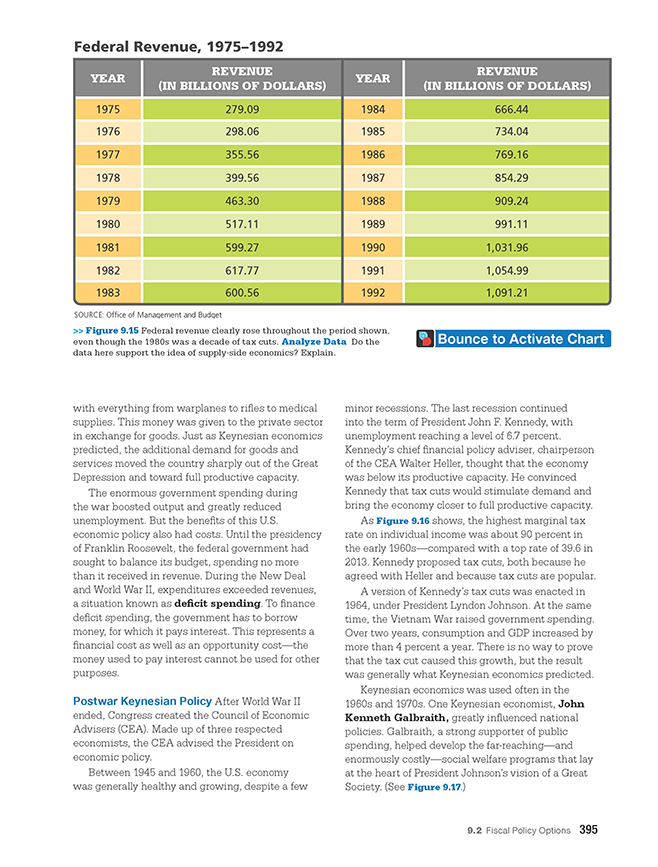 Federal Revenue, 1975–1992
YEAR REVENUE (IN BILLIONS OF DOLLARS) YEAR REVENUE (IN BILLIONS OF DOLLARS)
1975 279.09 1984 666.44
1976 298.06 1985 734.04
1977 355.56 1986 769.16
1978 399.56 1987 854.29
1979 463.30 1988 909.24
1980 517.11 1989 991.11
1981 599.27 1990 1,031.96
1982 617.77 1991 1,054.99
1983 600.56 1992 1,091.21
SOURCE: Office of Management and Budget
>> Figure 9.15 Federal revenue clearly rose throughout the period shown,
even though the 1980s was a decade of tax cuts. Analyze Data Do the
data here support the idea of supply-side economics? Explain.
Bounce to Activate Chart
with everything from warplanes to rifles to medical
supplies. This money was given to the private sector
in exchange for goods. Just as Keynesian economics
predicted, the additional demand for goods and
services moved the country sharply out of the Great
Depression and toward full productive capacity.
The enormous government spending during
the war boosted output and greatly reduced
unemployment. But the benefits of this U.S.
economic policy also had costs. Until the presidency
of Franklin Roosevelt, the federal government had
sought to balance its budget, spending no more
than it received in revenue. During the New Deal
and World War II, expenditures exceeded revenues,
a situation known as deficit spending. To finance
deficit spending, the government has to borrow
money, for which it pays interest. This represents a
financial cost as well as an opportunity cost—the
money used to pay interest cannot be used for other
purposes.
Postwar Keynesian Policy After World War II
ended, Congress created the Council of Economic
Advisers (CEA). Made up of three respected
economists, the CEA advised the President on
economic policy.
Between 1945 and 1960, the U.S. economy
was generally healthy and growing, despite a few
minor recessions. The last recession continued
into the term of President John F. Kennedy, with
unemployment reaching a level of 6.7 percent.
Kennedy's chief financial policy adviser, chairperson
of the CEA Walter Heller, thought that the economy
was below its productive capacity. He convinced
Kennedy that tax cuts would stimulate demand and
bring the economy closer to full productive capacity.
As Figure 9.16 shows, the highest marginal tax
rate on individual income was about 90 percent in
the early 1960s—compared with a top rate of 39.6 in
2013. Kennedy proposed tax cuts, both because he
agreed with Heller and because tax cuts are popular.
A version of Kennedy's tax cuts was enacted in
1964, under President Lyndon Johnson. At the same
time, the Vietnam War raised government spending.
Over two years, consumption and GDP increased by
more than 4 percent a year. There is no way to prove
that the tax cut caused this growth, but the result
was generally what Keynesian economics predicted.
Keynesian economics was used often in the
1960s and 1970s. One Keynesian economist, John
Kenneth Galbraith, greatly influenced national
policies. Galbraith, a strong supporter of public
spending, helped develop the far-reaching—and
enormously costly—social welfare programs that lay
at the heart of President Johnson's vision of a Great
Society. (See Figure 9.17.)
9.2 Fiscal Policy Options 395